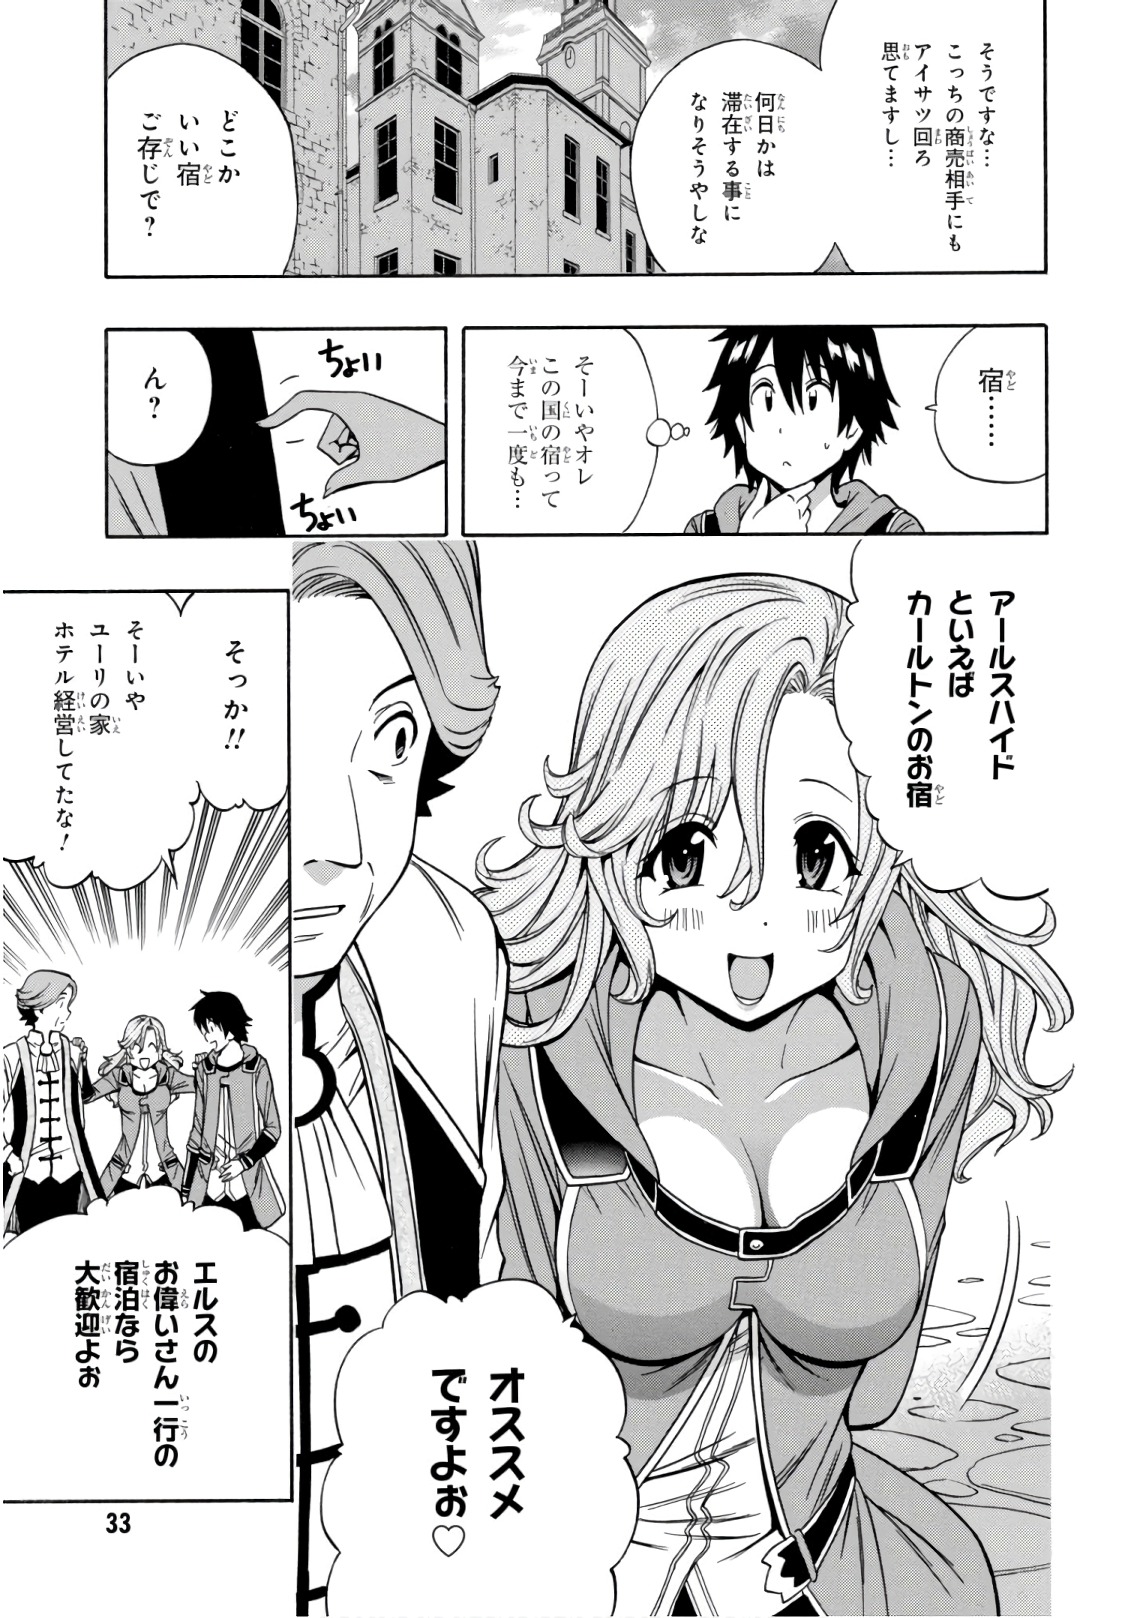 そうですな…
こっちの商売相手にも
アイサツ回ろ
思てますし…
何日かは
滞在する事に
なりそうやしな
どこか
いい宿
ご存じで？
宿………
そーいやオレ
この国の宿って
今まで一度も…
ちょい
ちょい
ん？
アールスハイド
といえば
カールトンのお宿
オススメ
ですよぉ♡
そっか!!
そーいや
ユーリの家
ホテル経営してたな！
エルスの
お偉いさん一行の
宿泊なら
大歓迎よぉ
33